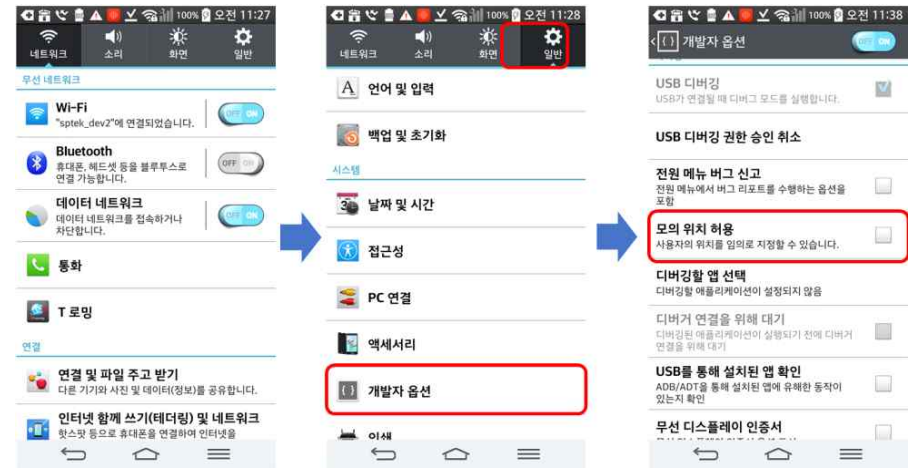 100% 오전 11:27
네트워크 소리 화면 일반
무선 네트워크
Wi-Fi
"sptek_dev2"에 연결되었습니다.
OFF ON
Bluetooth
휴대폰, 헤드셋 등을 블루투스로
연결 가능합니다.
OFF ON
데이터 네트워크
데이터 네트워크를 접속하거나
차단합니다.
OFF ON
통화
T 로밍
연결
연결 및 파일 주고 받기
다른 기기와 사진 및 데이터(정보)를 공유합니다.
인터넷 함께 쓰기(테더링) 및 네트워크
핫스팟 등으로 휴대폰을 연결하여 인터넷을
100% 오전 11:28
네트워크 소리 화면 일반
A 언어 및 입력
백업 및 초기화
시스템
날짜 및 시간
접근성
PC 연결
액세서리
{ } 개발자 옵션
인쇄
100% 오전 11:38
< { } 개발자 옵션 OFF ON
USB 디버깅
USB가 연결될 때 디버그 모드를 실행합니다.
USB 디버깅 권한 승인 취소
전원 메뉴 버그 신고
전원 메뉴에서 버그 리포트를 수행하는 옵션을
포함
모의 위치 허용
사용자의 위치를 임의로 지정할 수 있습니다.
디버깅할 앱 선택
디버깅할 애플리케이션이 설정되지 않음
디버거 연결을 위해 대기
디버깅된 애플리케이션이 실행되기 전에 디버거
연결을 위해 대기
USB를 통해 설치된 앱 확인
ADB/ADT을 통해 설치된 앱에 유해한 동작이
있는지 확인
무선 디스플레이 인증서